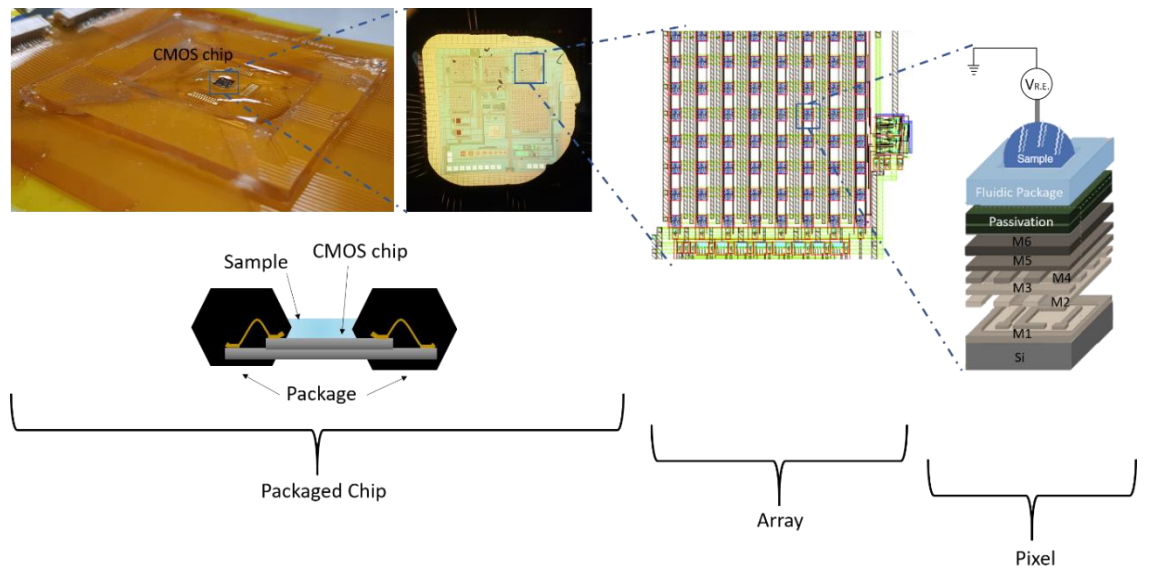 CMOS chip
V R.E.
Sample
Fluidic Package
Passivation
M6
M5
M4
M3
M2
M1
Si
CMOS chip
Sample
Package
Packaged Chip
Array
Pixel